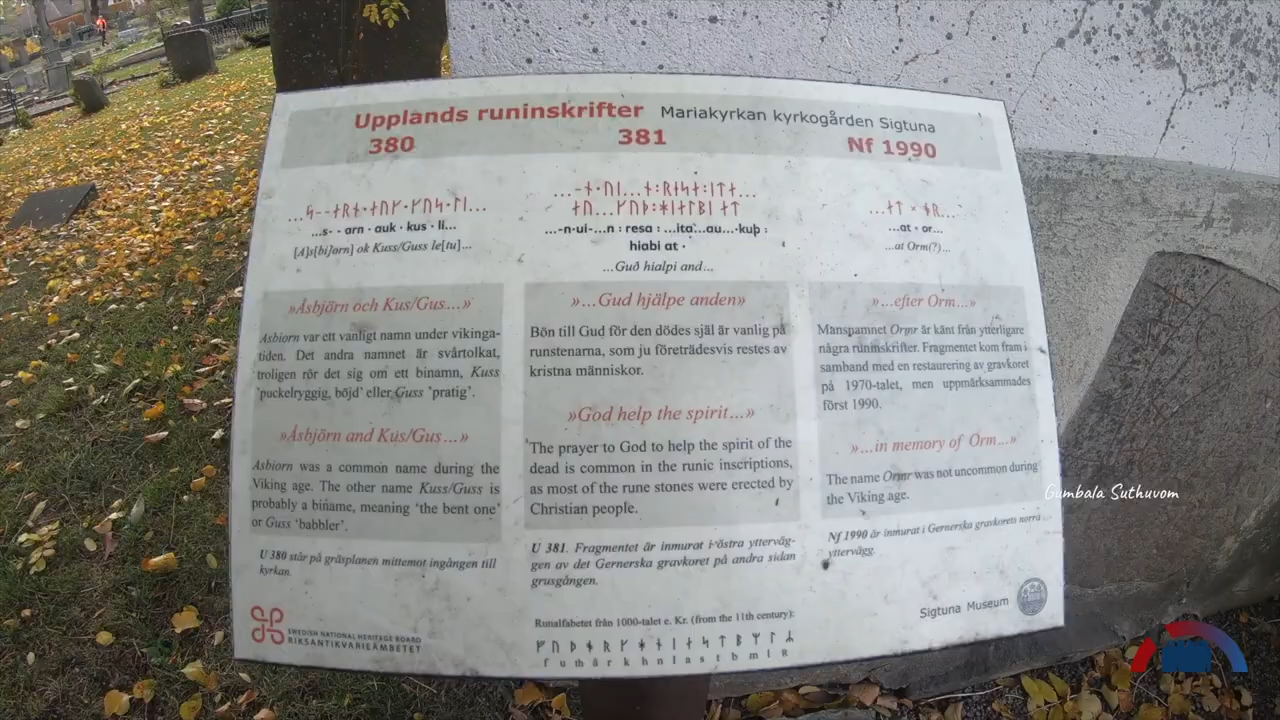 Upplands runinskrifter Mariakyrkan kyrkogården Sigtuna
380
381
Nf 1990
...ᛋ--ᛅᚱᚾ·ᛅᚢᚴ·ᚴᚢᛋ·ᛚᛁ...
...s- - arn · auk · kus · li...
[A]s[bi]orn] ok Kuss/Guss le[tu]...
»Åsbjörn och Kus/Gus...»
Asbiorn var ett vanligt namn under vikinga-
tiden. Det andra namnet är svårtolkat,
troligen rör det sig om ett binamn, Kuss
'puckelryggig, böjd' eller Guss 'pratig'.
»Åsbjörn and Kus/Gus...»
Asbiorn was a common name during the
Viking age. The other name Kuss/Guss is
probably a biname, meaning 'the bent one'
or Guss 'babbler'.
U 380 står på gräsplanen mittemot ingången till
kyrkan.
SWEDISH NATIONAL HERITAGE BOARD
RIKSANTIKVARIEÄMBETET
...-n-ui...n : resa : ...ita...au...-kuþ :
hiabi at ·
...Guð hialpi and...
»...Gud hjälpe anden»
Bön till Gud för den dödes själ är vanlig på
runstenarna, som ju företrädesvis restes av
kristna människor.
»God help the spirit...»
The prayer to God to help the spirit of the
dead is common in the runic inscriptions,
as most of the rune stones were erected by
Christian people.
U 381. Fragmentet är inmurat i östra ytterväg-
gen av det Gernerska gravkoret på andra sidan
grusgången.
Runalfabetet från 1000-talet e. Kr. (from the 11th century):
ᚠ ᚢ ᚦ ᚬ ᚱ ᚴ ᚼ ᚾ ᛁ ᛅ ᛋ ᛏ ᛒ ᛘ ᛚ ᛦ
f u th å r k h n i a s t b m l R
...at · or...
...at Orm(?)...
»...efter Orm...»
Manspamnet Ormr är känt från ytterligare
några runinskrifter. Fragmentet kom fram i
samband med en restaurering av gravkoret
på 1970-talet, men uppmärksammades
först 1990.
»...in memory of Orm...»
The name Ormr was not uncommon during
the Viking age.
Nf 1990 är inmurat i Gernerska gravkorets norra
yttervägg.
Sigtuna Museum
Gumbala Suthuvom